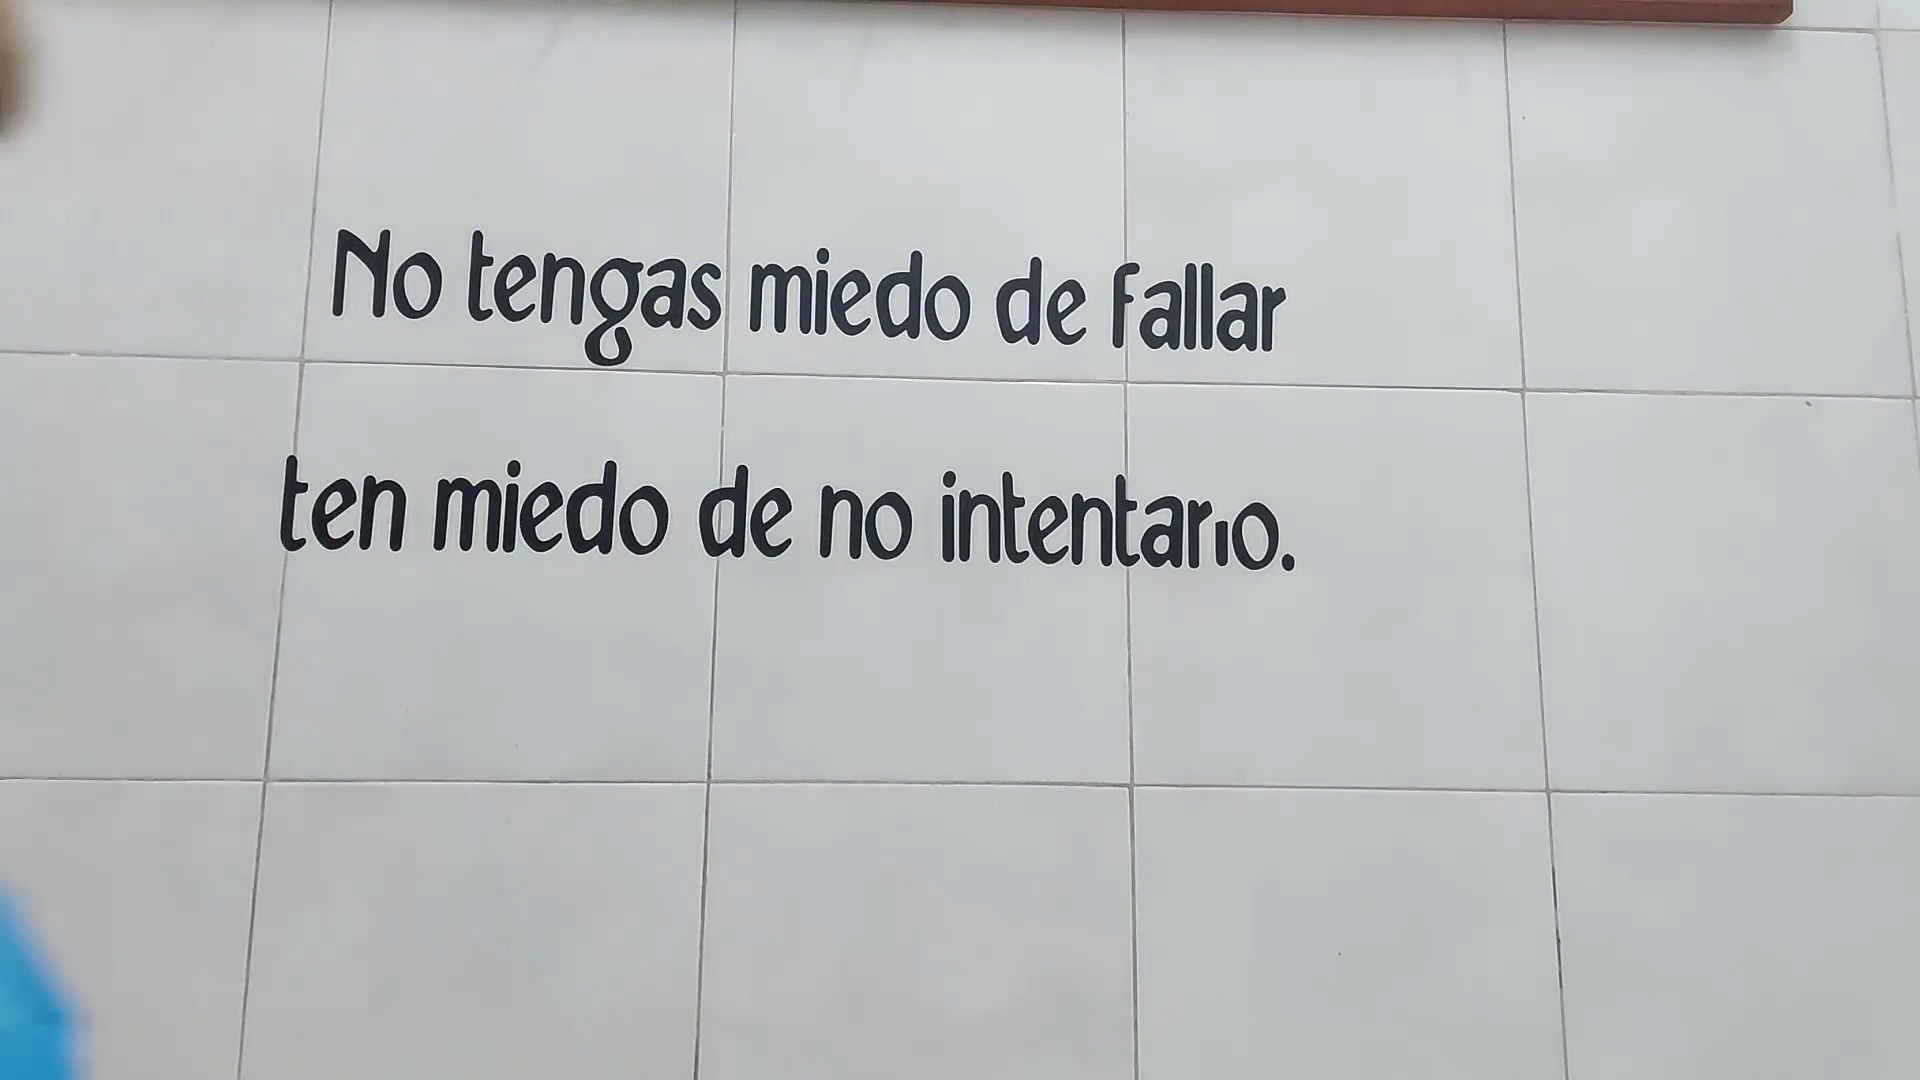 No tengas miedo de fallar
ten miedo de no intentarıo.